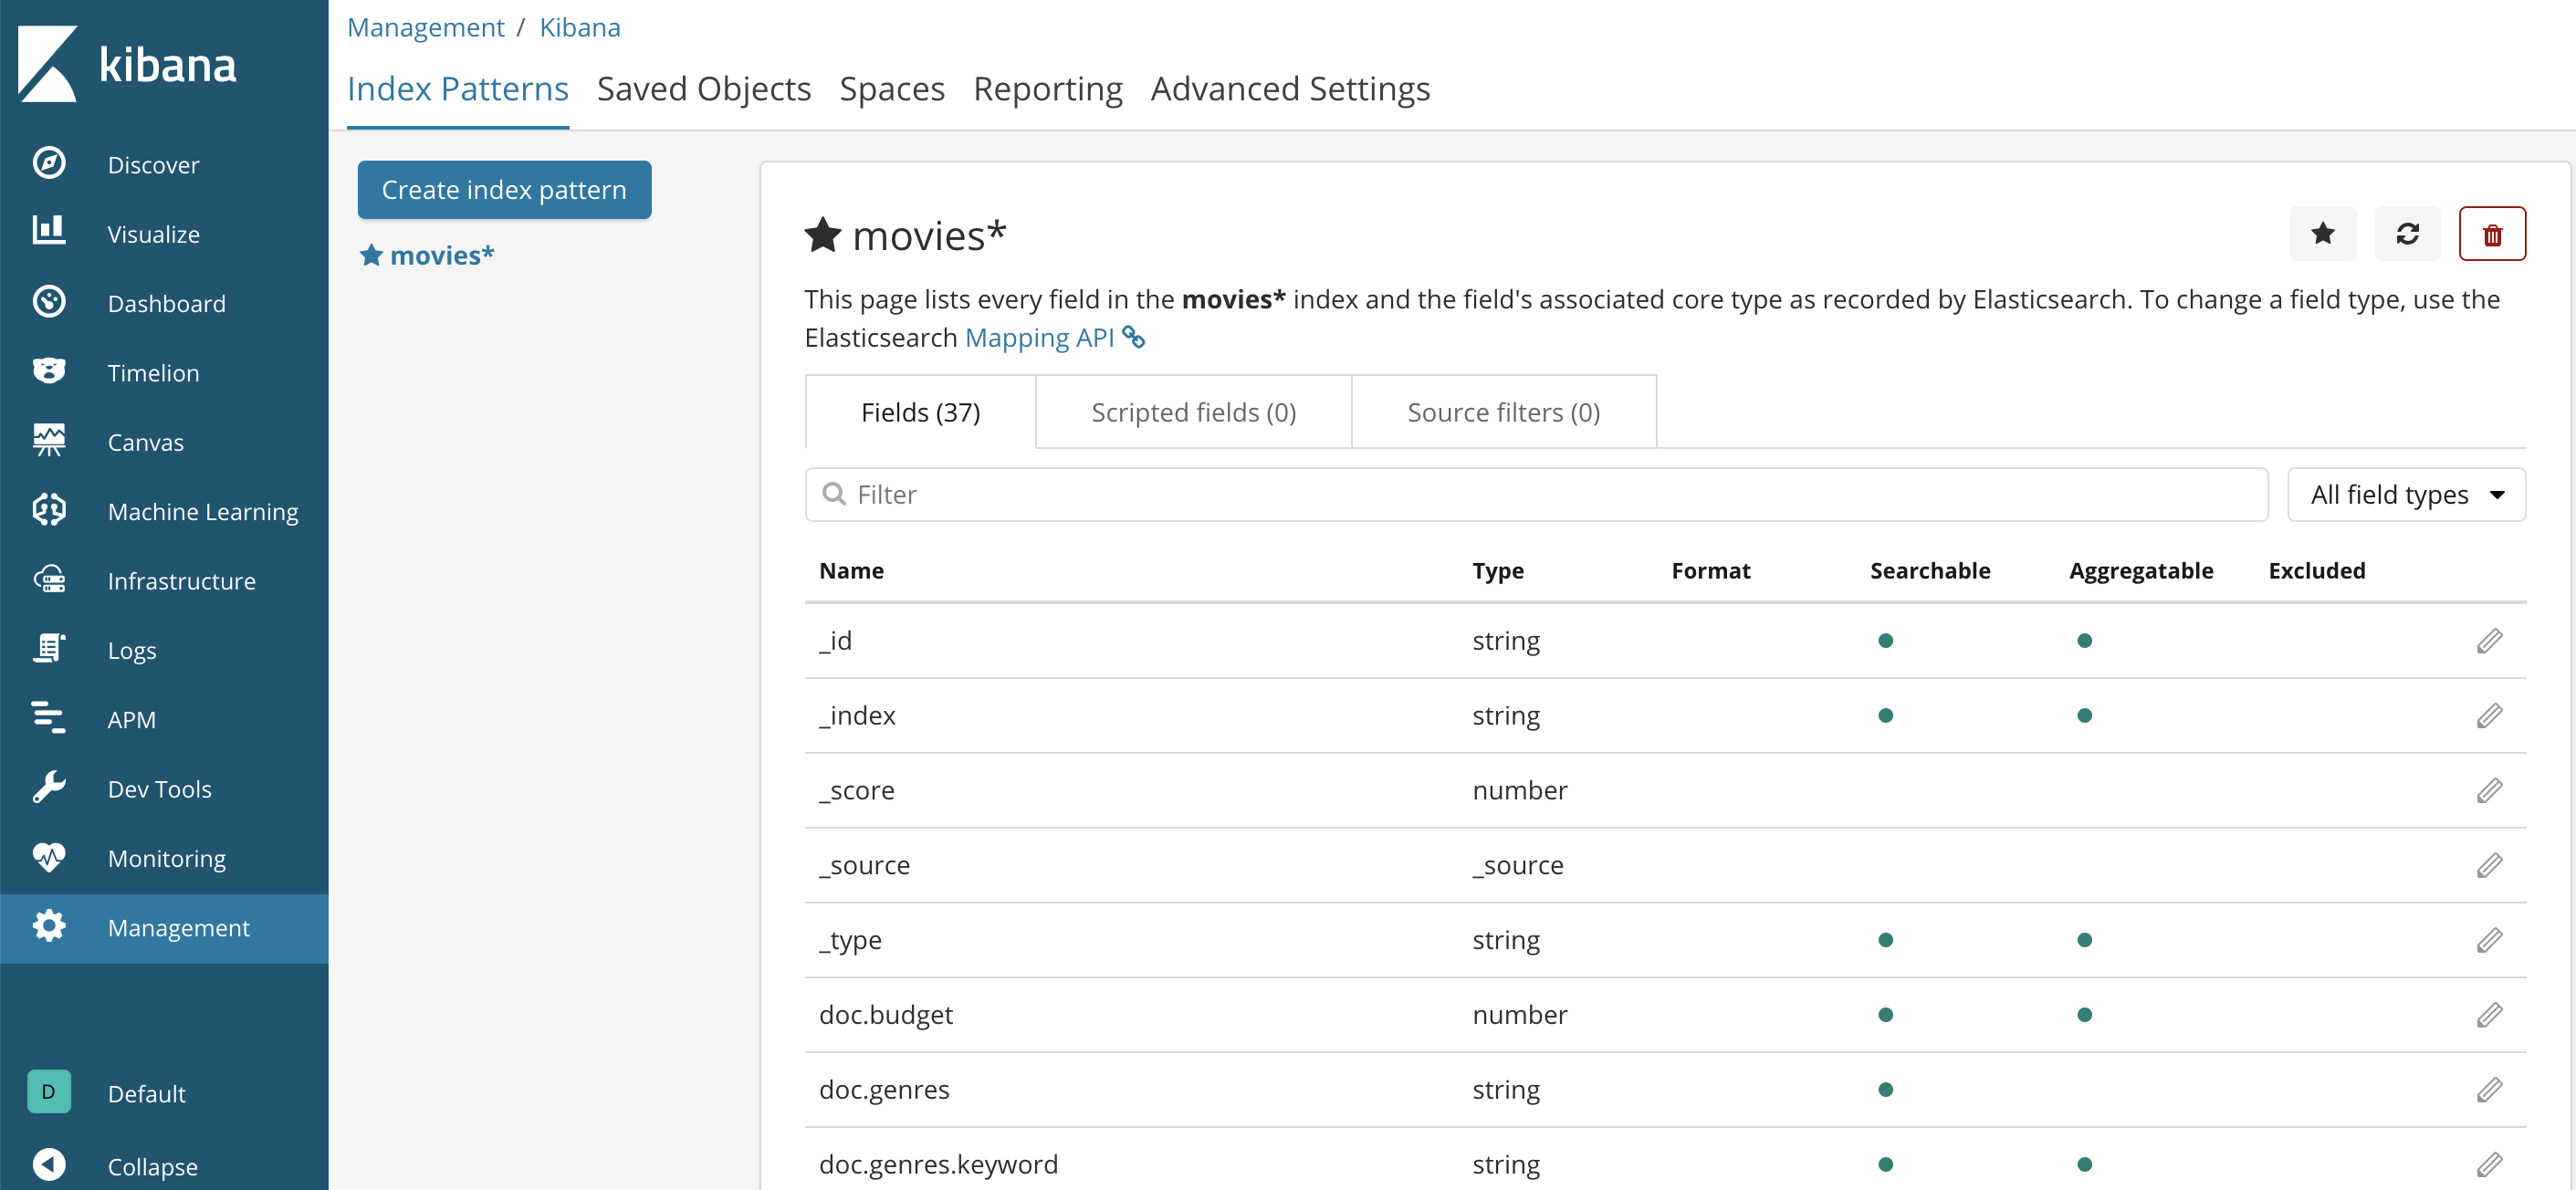 kibana
Discover
Visualize
Dashboard
Timelion
Canvas
Machine Learning
Infrastructure
Logs
APM
Dev Tools
Monitoring
Management
D Default
Collapse
Management / Kibana
Index Patterns Saved Objects Spaces Reporting Advanced Settings
Create index pattern
movies*
movies*
This page lists every field in the movies* index and the field's associated core type as recorded by Elasticsearch. To change a field type, use the
Elasticsearch Mapping API
Fields (37) Scripted fields (0) Source filters (0)
Filter All field types
Name Type Format Searchable Aggregatable Excluded
_id string
_index string
_score number
_source _source
_type string
doc.budget number
doc.genres string
doc.genres.keyword string